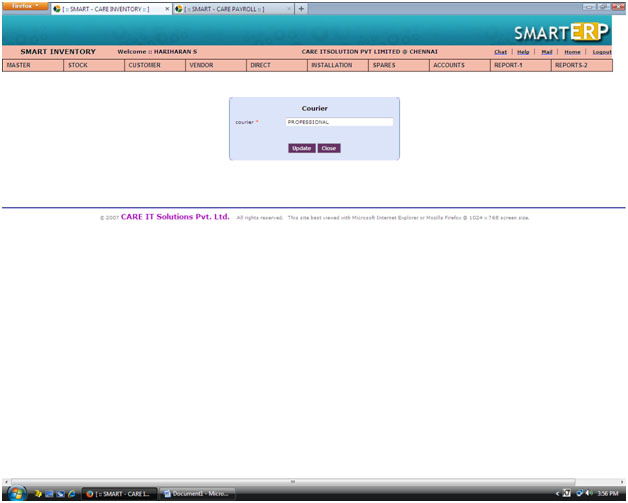 Firefox
[ :: SMART - CARE INVENTORY :: ] × [ :: SMART - CARE PAYROLL :: ] × +
SMARTERP
SMART INVENTORY Welcome :: HARIHARAN S CARE ITSOLUTION PVT LIMITED @ CHENNAI Chat | Help | Mail | Home | Logout
MASTER STOCK CUSTOMER VENDOR DIRECT INSTALLATION SPARES ACCOUNTS REPORT-1 REPORTS-2
Courier
courier * PROFESSIONAL
Update Close
© 2007 CARE IT Solutions Pvt. Ltd. All rights reserved. This site best viewed with Microsoft Internet Explorer or Mozilla Firefox @ 1024 x 768 screen size.
[ :: SMART - CARE I... Document1 - Micro... 3:56 PM